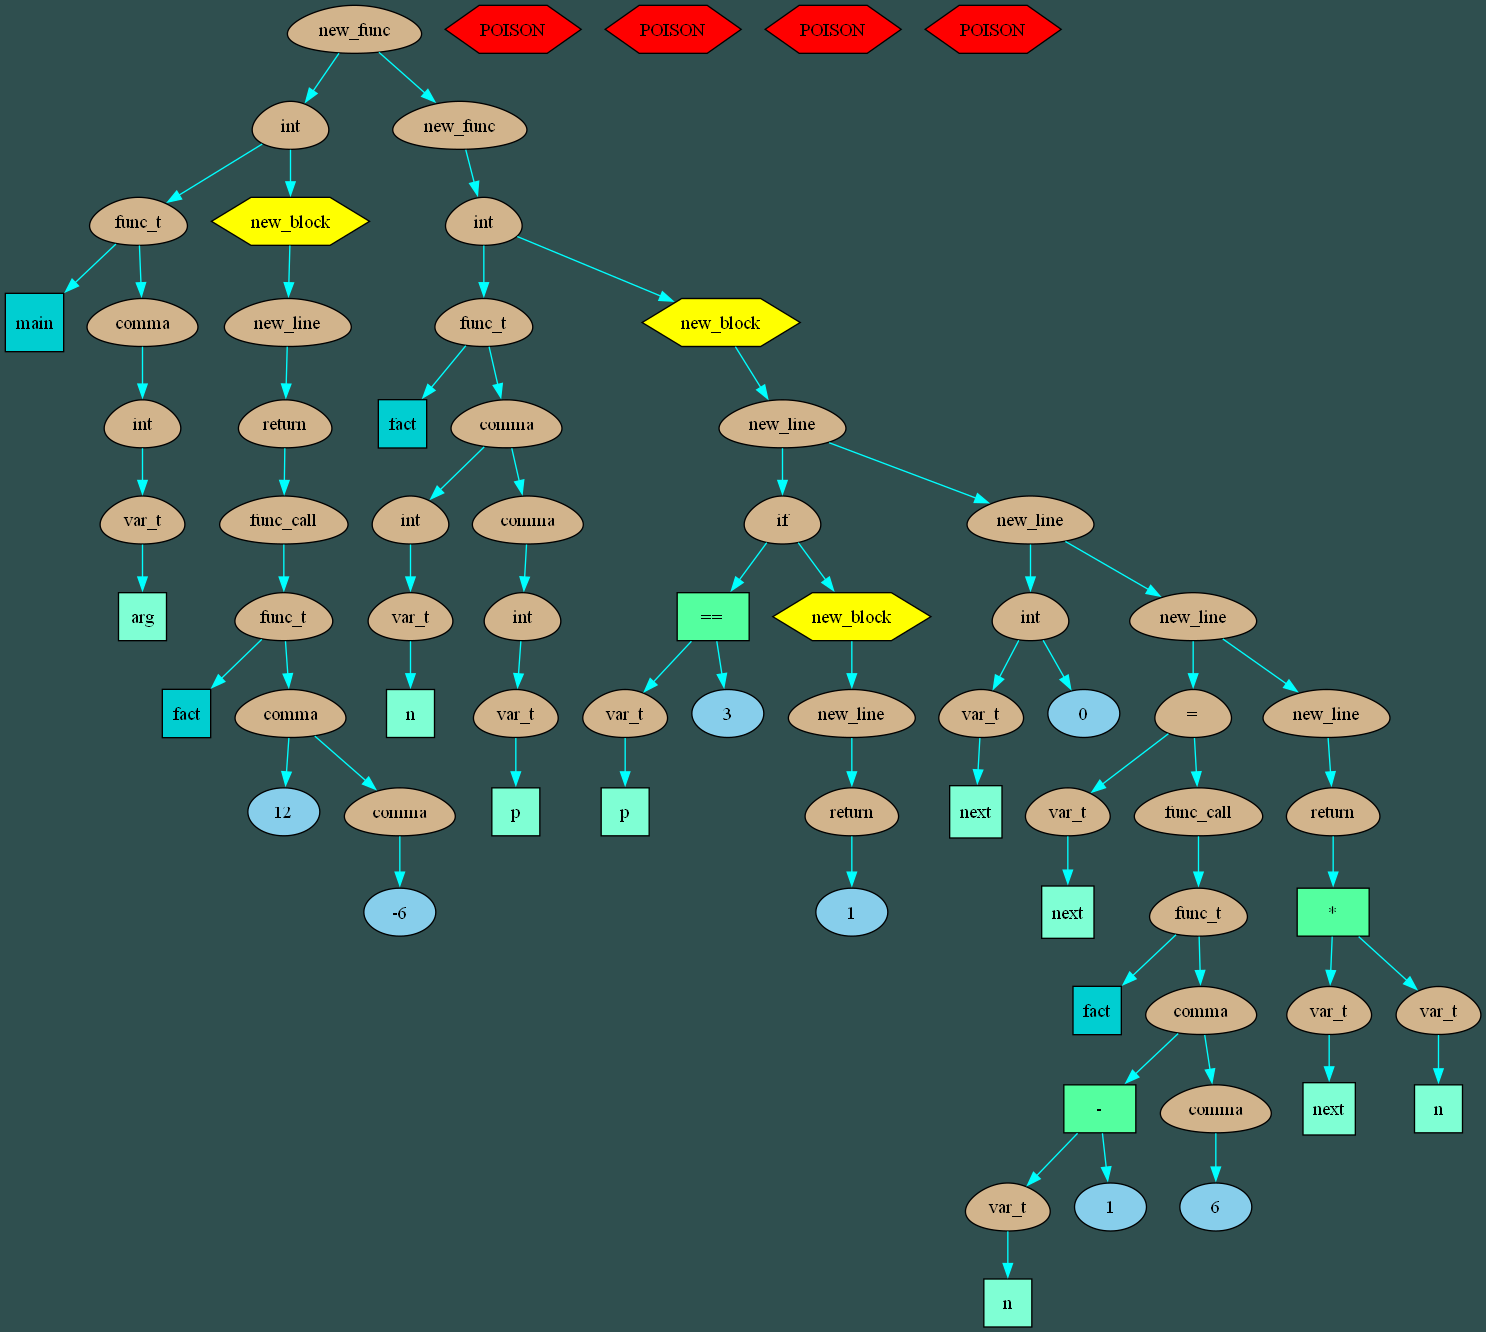 new_func POISON POISON POISON POISON
int new_func
func_t new_block int
main comma new_line func_t new_block
int return fact comma new_line
var_t func_call int comma if new_line
arg func_t var_t int == new_block int new_line
fact comma n var_t var_t 3 new_line var_t 0 = new_line
12 comma p p return next var_t func_call return
-6 1 next func_t *
fact comma var_t var_t
- comma next n
var_t 1 6
n